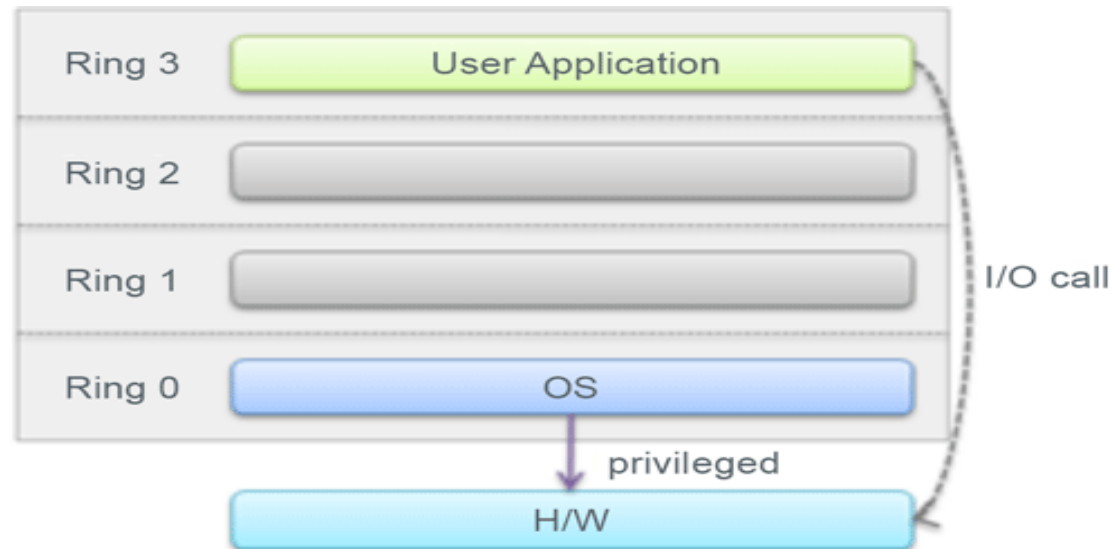 Ring 3
User Application
Ring 2
Ring 1
I/O call
Ring 0
OS
privileged
H/W